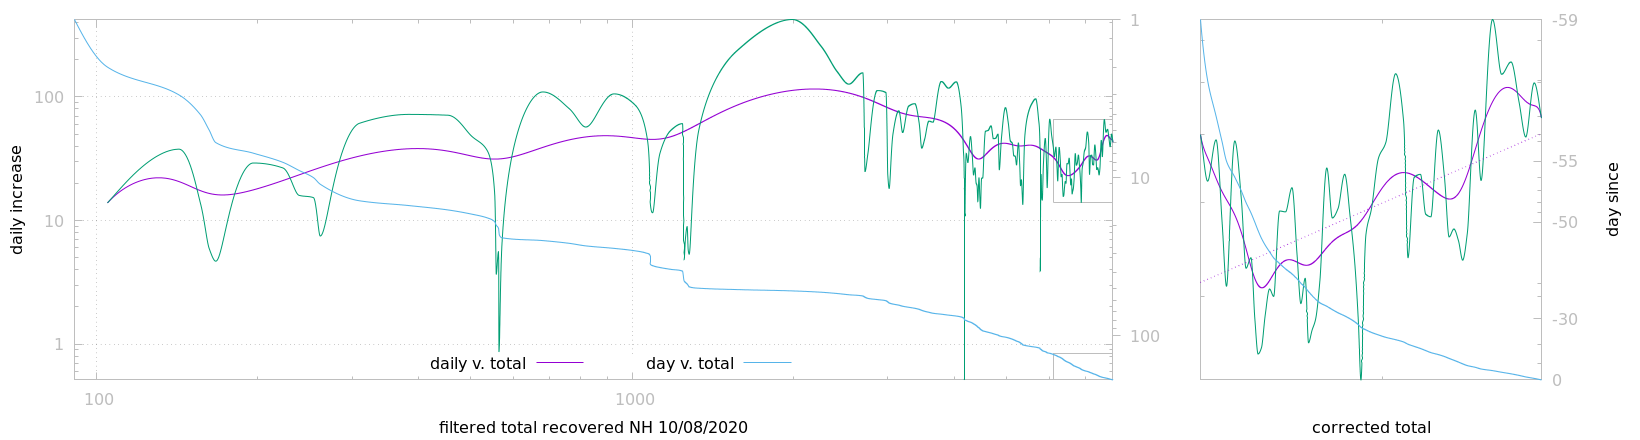 daily increase
100
10
1
100
1000
filtered total recovered NH 10/08/2020
daily v. total
day v. total
1
10
100
-59
-55
-50
-30
0
day since
corrected total